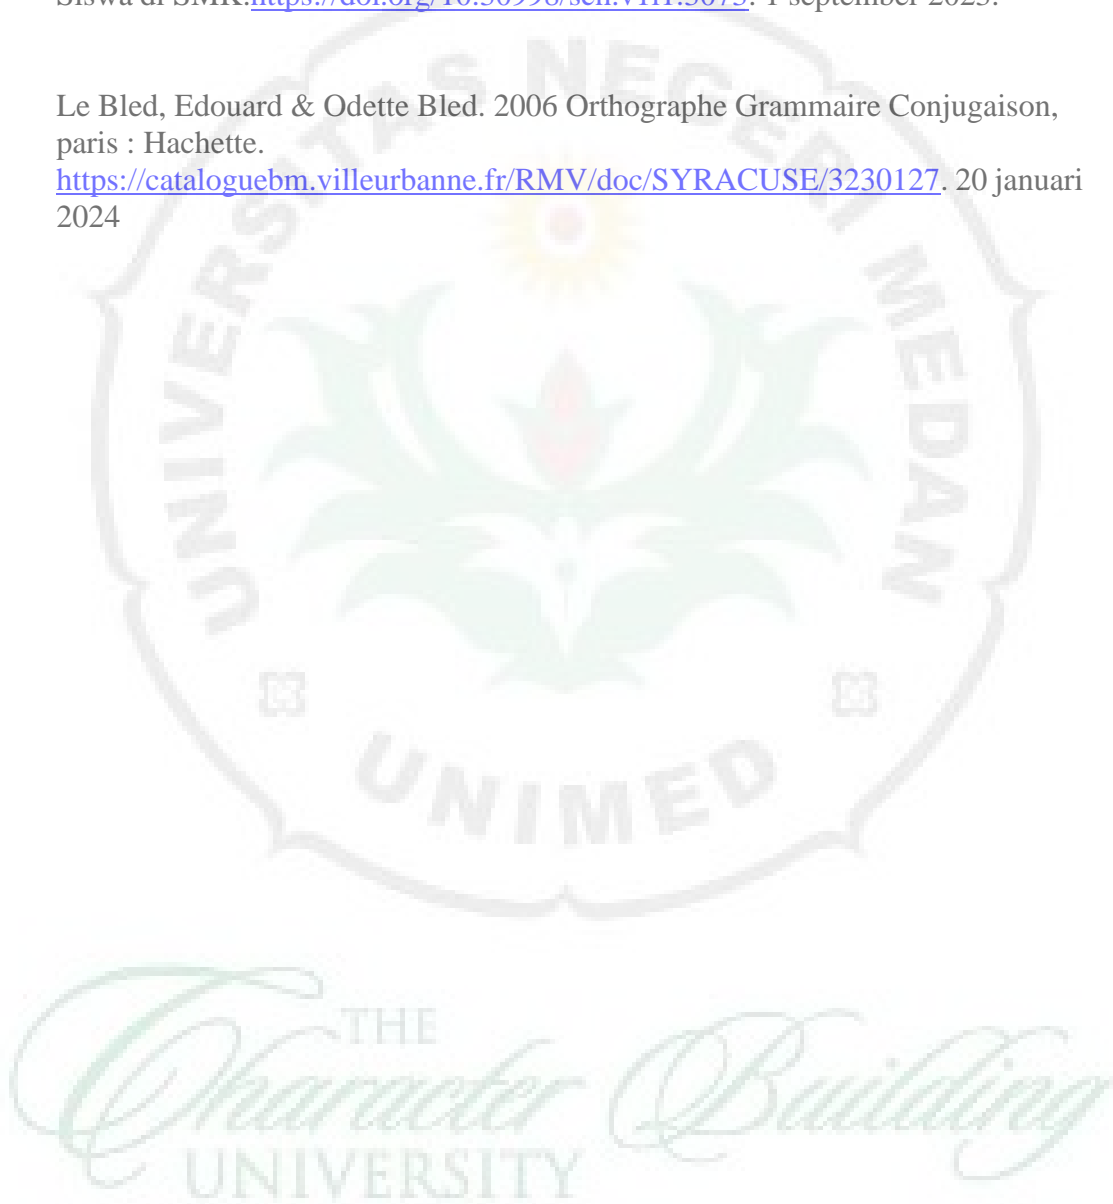 Le Bled, Edouard & Odette Bled. 2006 Orthographe Grammaire Conjugaison,
paris : Hachette.
https://cataloguebm.villeurbanne.fr/RMV/doc/SYRACUSE/3230127. 20 januari
2024
UNIVERSITAS NEGERI MEDAN
UNIMED
THE
Character Building
UNIVERSITY